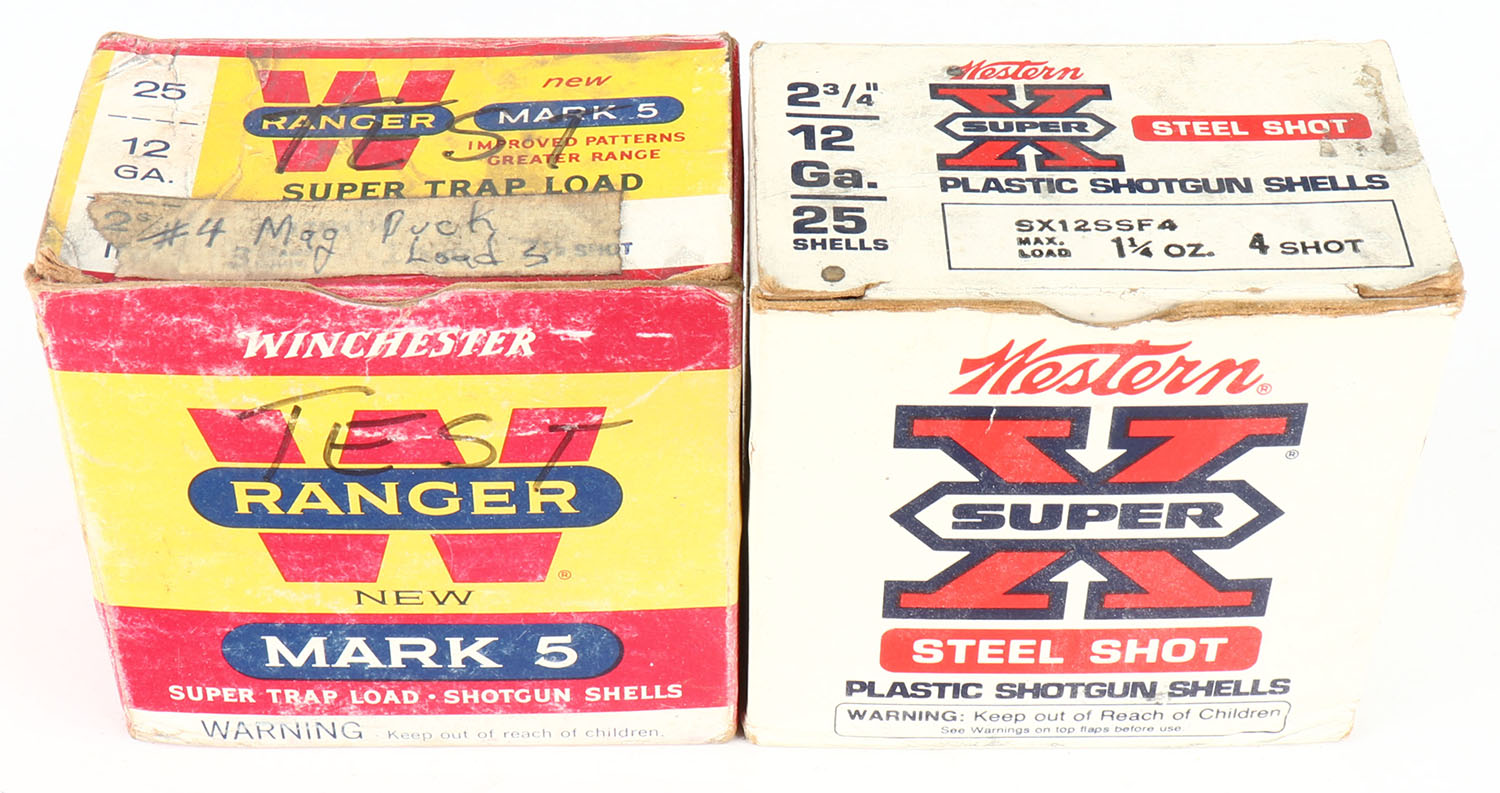 25
12
GA.
W
RANGER
new
MARK 5
IMPROVED PATTERNS
GREATER RANGE
TEST
SUPER TRAP LOAD
#4 Mag Duck
Load
SHOT
WINCHESTER
TEST
W
RANGER
®
NEW
MARK 5
SUPER TRAP LOAD · SHOTGUN SHELLS
WARNING Keep out of reach of children.
2 3/4"
12
Ga.
25
SHELLS
Western
X
SUPER
STEEL SHOT
PLASTIC SHOTGUN SHELLS
SX12SSF4
MAX. LOAD 1¼ OZ. 4 SHOT
Western®
X
SUPER
®
STEEL SHOT
PLASTIC SHOTGUN SHELLS
WARNING: Keep out of Reach of Children
See Warnings on top flaps before use.